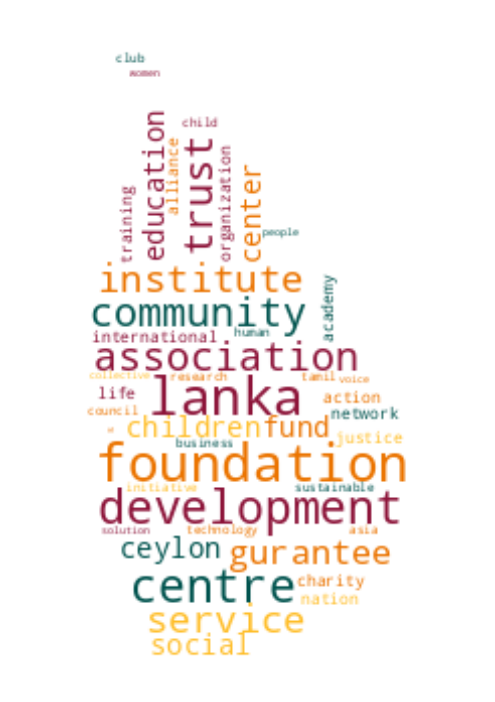 club
women
child
education
alliance
trust
organization
training
center
people
institute
academy
community
human
international
association
collective research tamil voice
life lanka action
council network
children fund justice
business
foundation
initiative sustainable
development
solution technology asia
ceylon gurantee
centre charity
nation
service
social